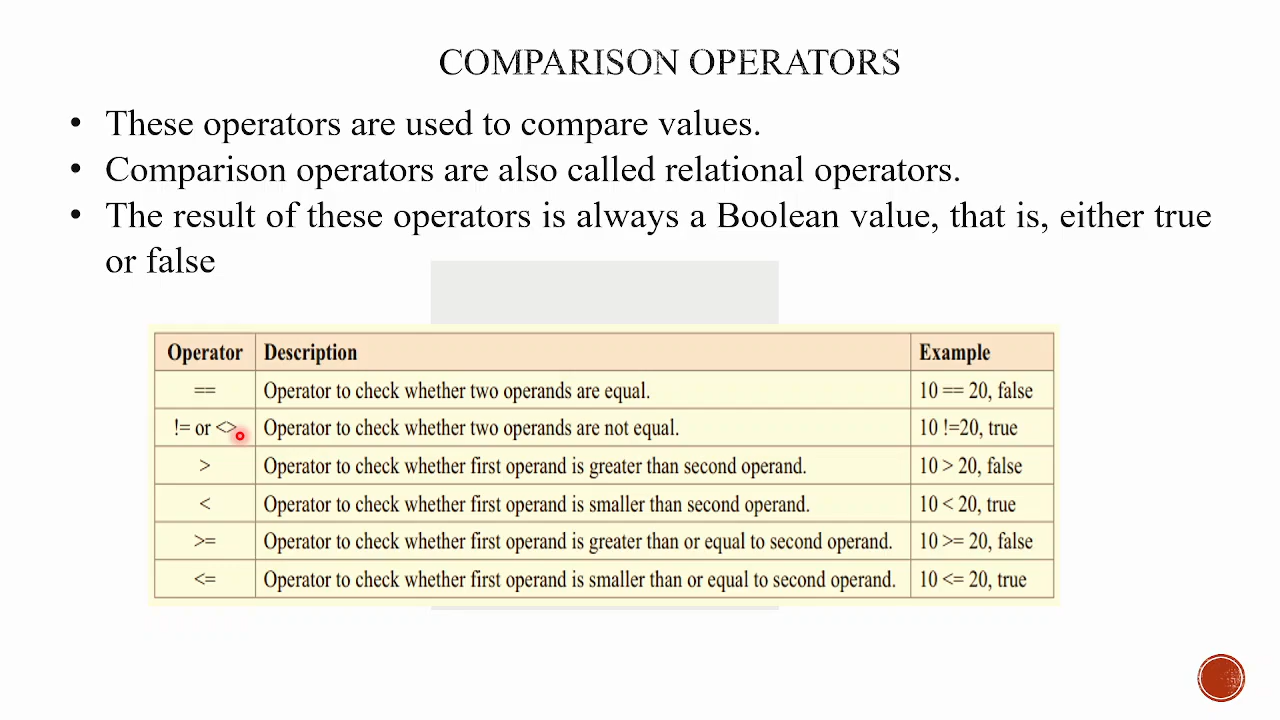 COMPARISON OPERATORS
• These operators are used to compare values.
• Comparison operators are also called relational operators.
• The result of these operators is always a Boolean value, that is, either true
or false
Operator Description Example
== Operator to check whether two operands are equal. 10 == 20, false
!= or <> Operator to check whether two operands are not equal. 10 !=20, true
> Operator to check whether first operand is greater than second operand. 10 > 20, false
< Operator to check whether first operand is smaller than second operand. 10 < 20, true
>= Operator to check whether first operand is greater than or equal to second operand. 10 >= 20, false
<= Operator to check whether first operand is smaller than or equal to second operand. 10 <= 20, true